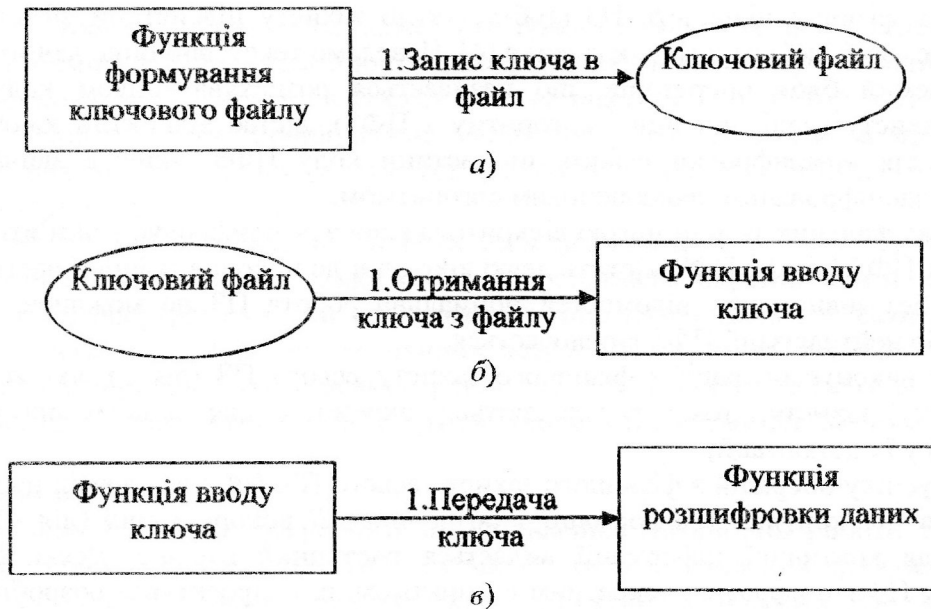 Функція
формування
ключового файлу
1.Запис ключа в
файл
Ключовий файл
а)
Ключовий файл
1.Отримання
ключа з файлу
Функція вводу
ключа
б)
Функція вводу
ключа
1.Передача
ключа
Функція
розшифровки даних
в)